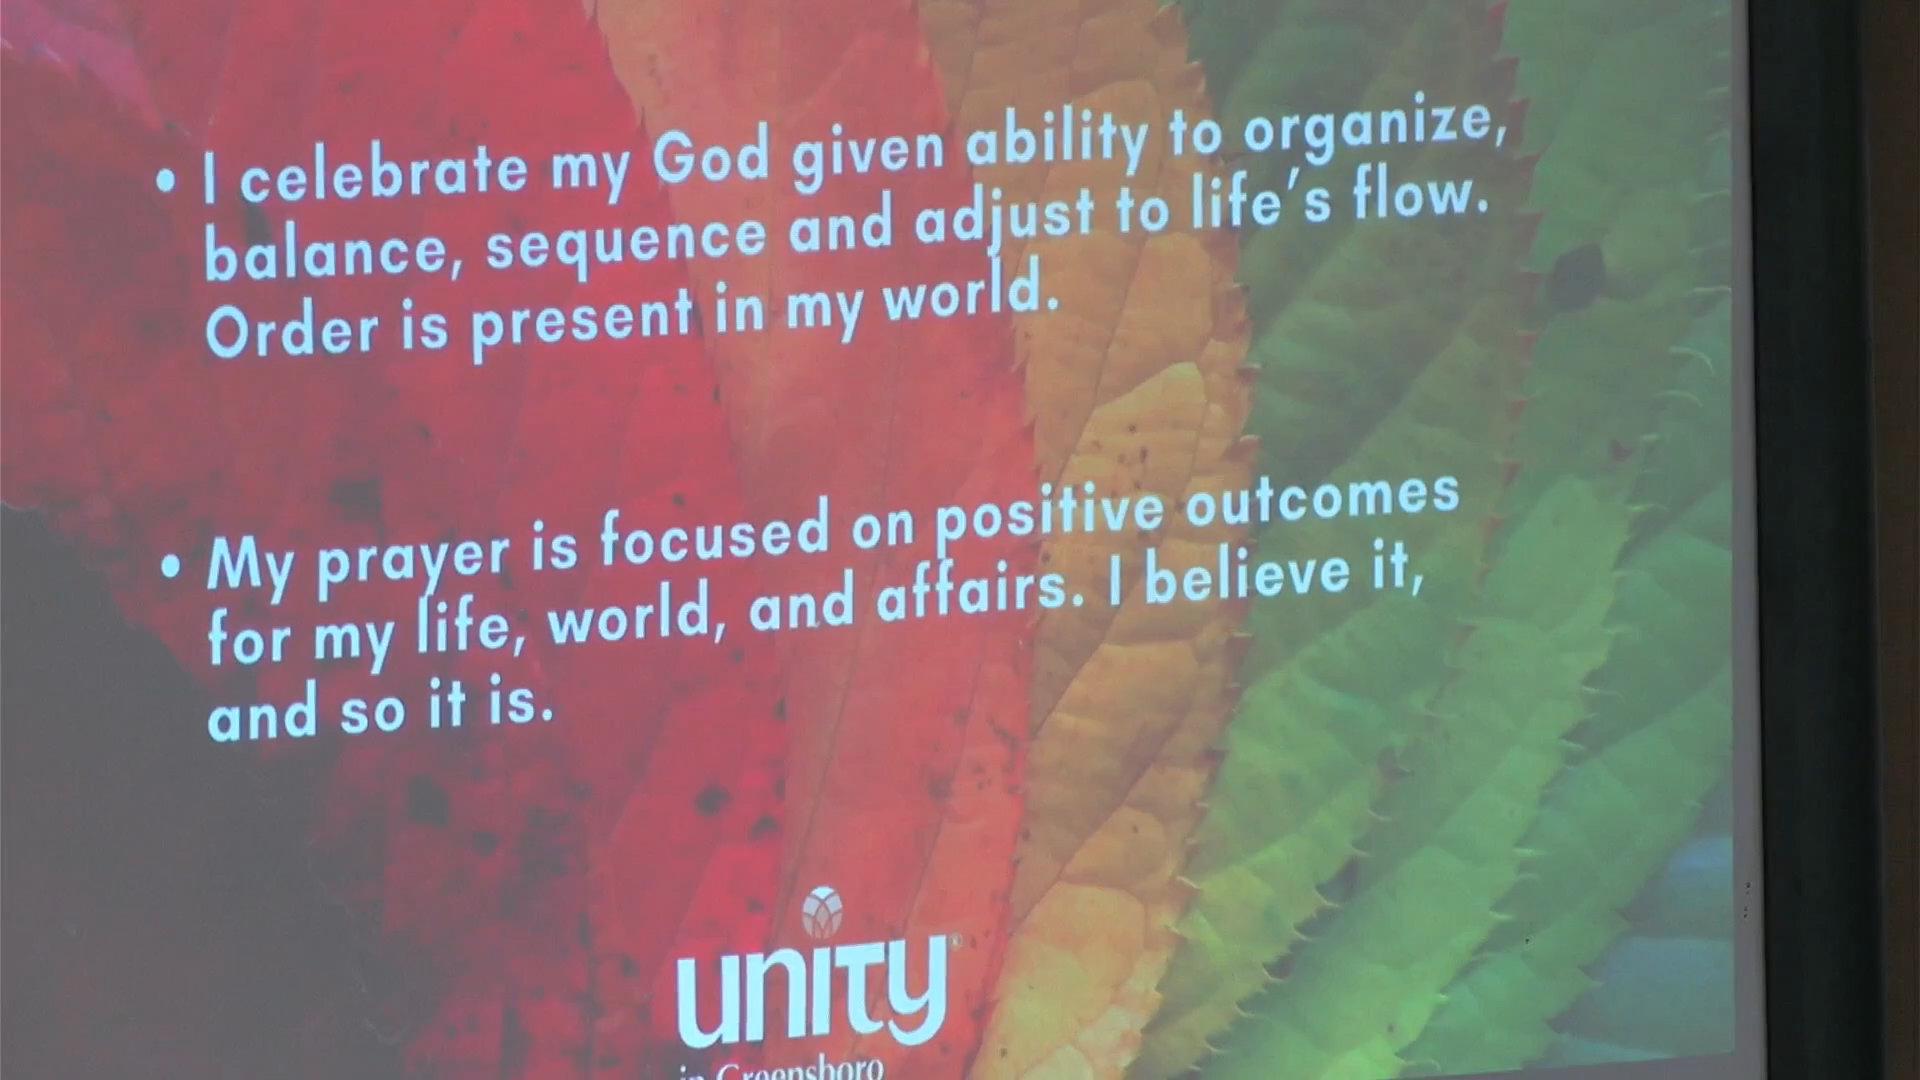 • I celebrate my God given ability to organize,
balance, sequence and adjust to life's flow.
Order is present in my world.
• My prayer is focused on positive outcomes
for my life, world, and affairs. I believe it,
and so it is.
unity®
in Greensboro